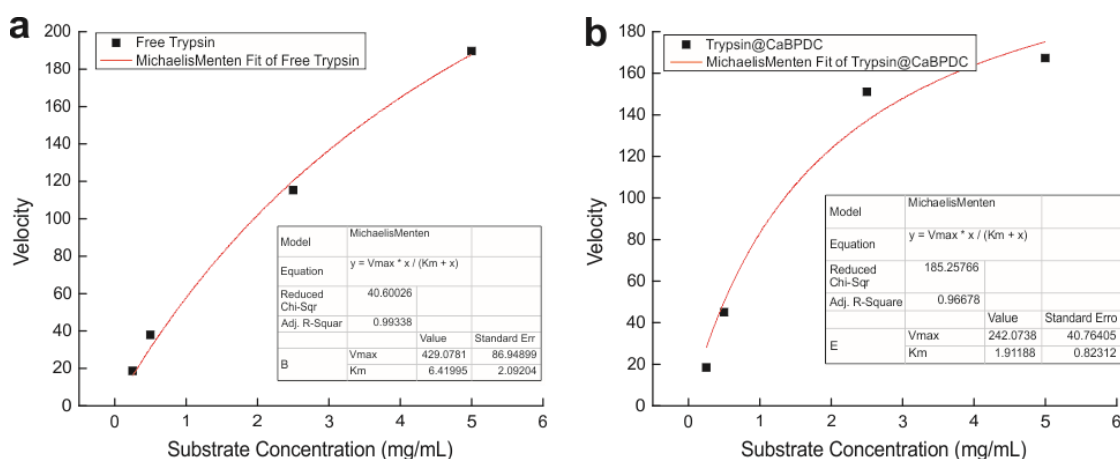 a
Free Trypsin
MichaelisMenten Fit of Free Trypsin
200
180
160
140
120
100
80
60
40
20
0
Velocity
0 1 2 3 4 5 6
Substrate Concentration (mg/mL)
Model MichaelisMenten
Equation y = Vmax * x / (Km + x)
Reduced Chi-Sqr 40.60026
Adj. R-Squar 0.99338
Value Standard Err
B Vmax 429.0781 86.94899
Km 6.41995 2.09204
b
Trypsin@CaBPDC
MichaelisMenten Fit of Trypsin@CaBPDC
180
160
140
120
100
80
60
40
20
0
Velocity
0 1 2 3 4 5 6
Substrate Concentration (mg/mL)
Model MichaelisMenten
Equation y = Vmax * x / (Km + x)
Reduced Chi-Sqr 185.25766
Adj. R-Square 0.96678
Value Standard Erro
E Vmax 242.0738 40.76405
Km 1.91188 0.82312